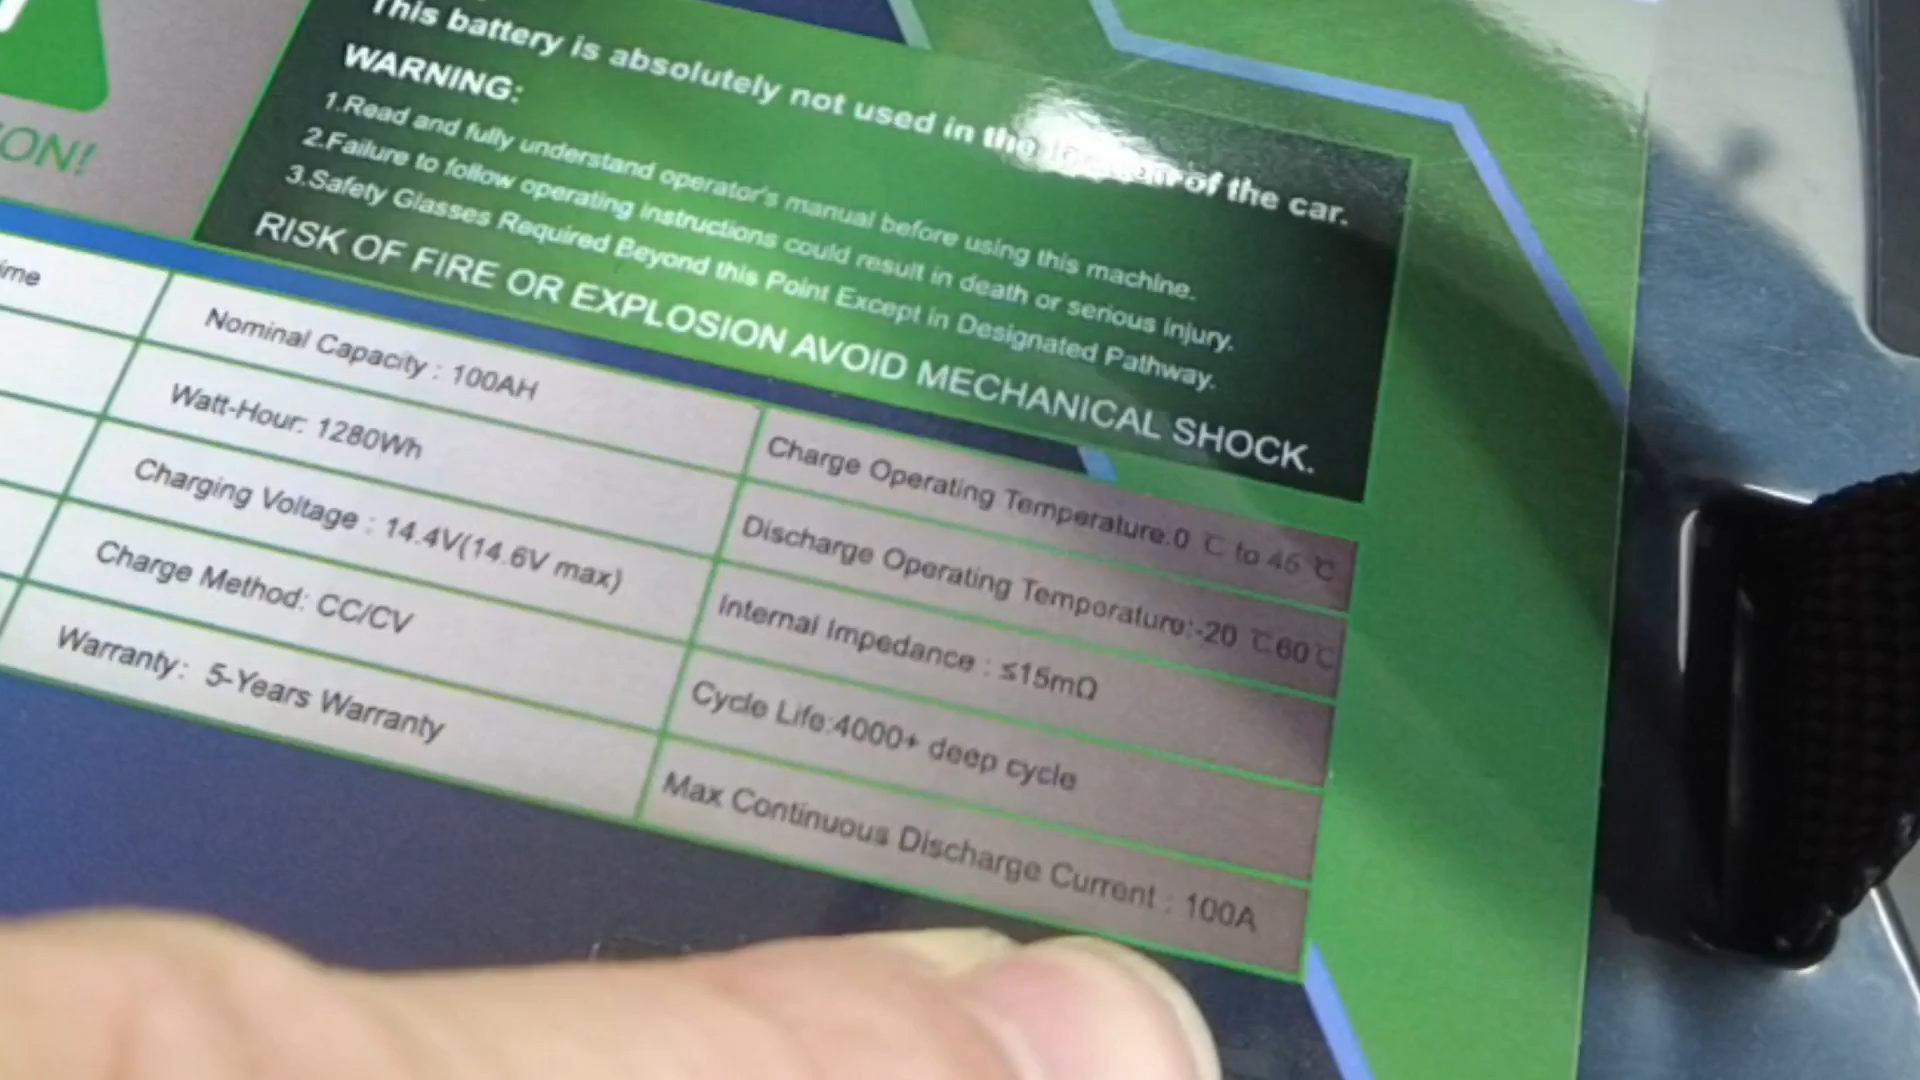 This battery is absolutely not used in the of the car.
WARNING:
1.Read and fully understand operator's manual before using this machine.
2.Failure to follow operating instructions could result in death or serious injury.
3.Safety Glasses Required Beyond this Point Except in Designated Pathway.
RISK OF FIRE OR EXPLOSION AVOID MECHANICAL SHOCK.
ON!
ime
Nominal Capacity : 100AH
Watt-Hour: 1280Wh
Charging Voltage : 14.4V(14.6V max)
Charge Method: CC/CV
Warranty: 5-Years Warranty
Charge Operating Temperature:0 ℃ to 45 ℃
Discharge Operating Temperature:-20 ℃60℃
Internal Impedance : ≤15mΩ
Cycle Life:4000+ deep cycle
Max Continuous Discharge Current : 100A